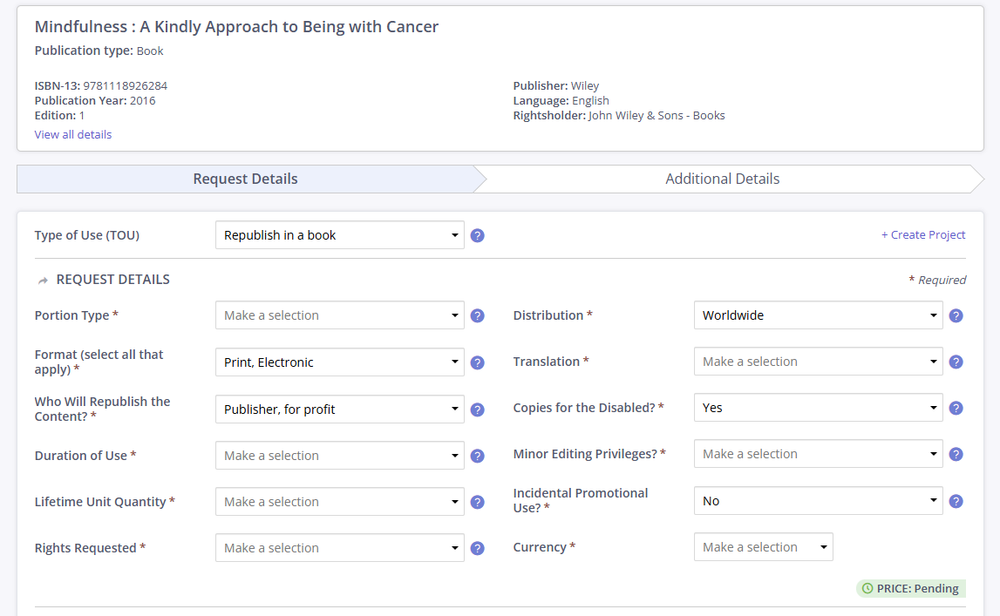 Mindfulness : A Kindly Approach to Being with Cancer
Publication type: Book
ISBN-13: 9781118926284
Publication Year: 2016
Edition: 1
View all details
Publisher: Wiley
Language: English
Rightsholder: John Wiley & Sons - Books
Request Details
Additional Details
Type of Use (TOU)
Republish in a book
?
+ Create Project
REQUEST DETAILS
* Required
Portion Type *
Make a selection
?
Distribution *
Worldwide
?
Format (select all that
apply) *
Print, Electronic
?
Translation *
Make a selection
?
Who Will Republish the
Content? *
Publisher, for profit
?
Copies for the Disabled? *
Yes
?
Duration of Use *
Make a selection
?
Minor Editing Privileges? *
Make a selection
?
Lifetime Unit Quantity *
Make a selection
?
Incidental Promotional
Use? *
No
?
Rights Requested *
Make a selection
?
Currency *
Make a selection
PRICE: Pending